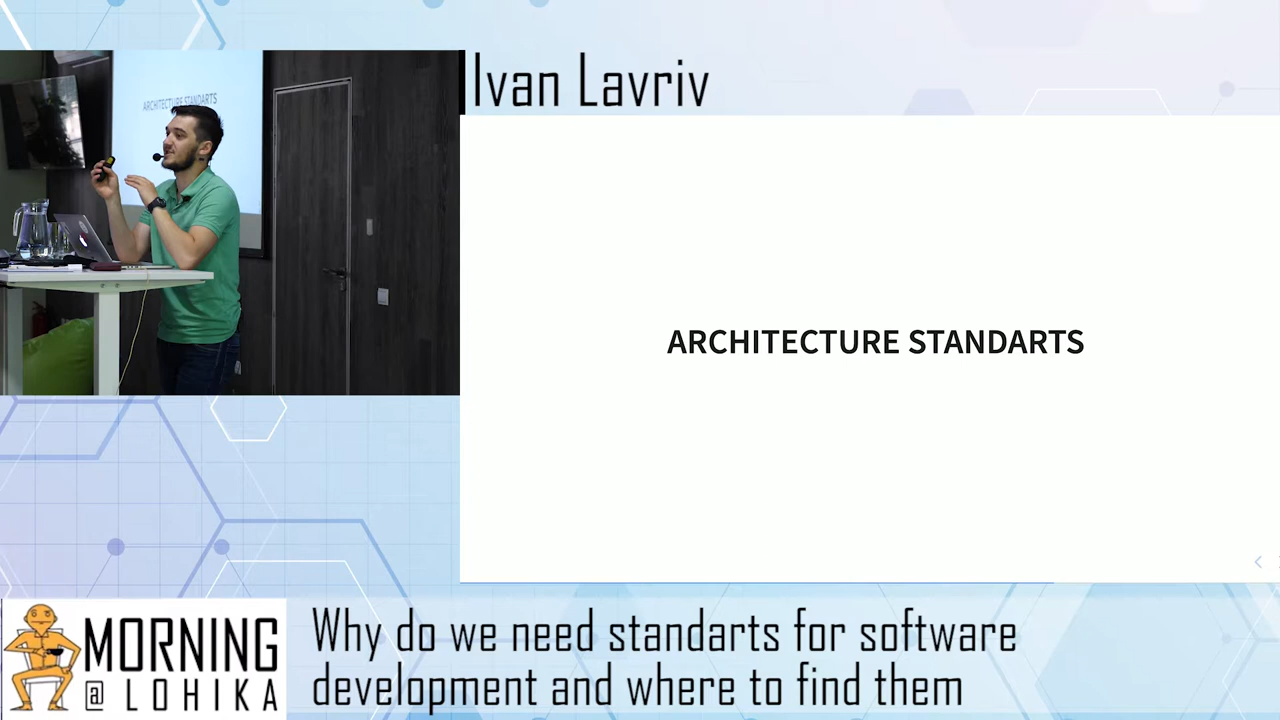 Ivan Lavriv
ARCHITECTURE STANDARTS
ARCHITECTURE STANDARTS
MORNING
@ LOHIKA
Why do we need standarts for software
development and where to find them